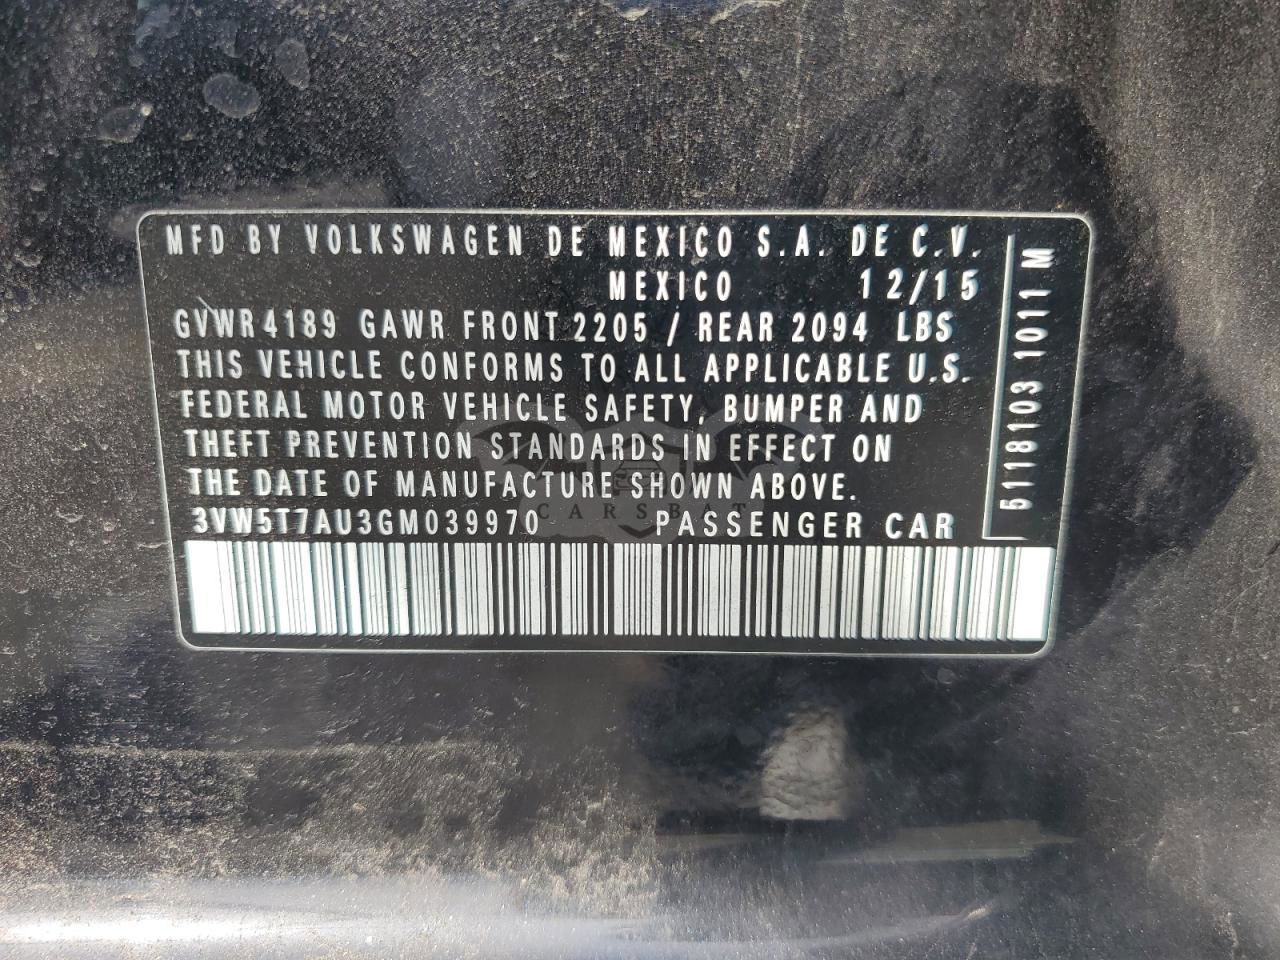 MFD BY VOLKSWAGEN DE MEXICO S.A. DE C.V.
MEXICO 12/15
GVWR 4189 GAWR FRONT 2205 / REAR 2094 LBS
THIS VEHICLE CONFORMS TO ALL APPLICABLE U.S.
FEDERAL MOTOR VEHICLE SAFETY, BUMPER AND
THEFT PREVENTION STANDARDS IN EFFECT ON
THE DATE OF MANUFACTURE SHOWN ABOVE.
3VW5T7AU3GM039970 PASSENGER CAR
5118103 1011 M
CARSBAT